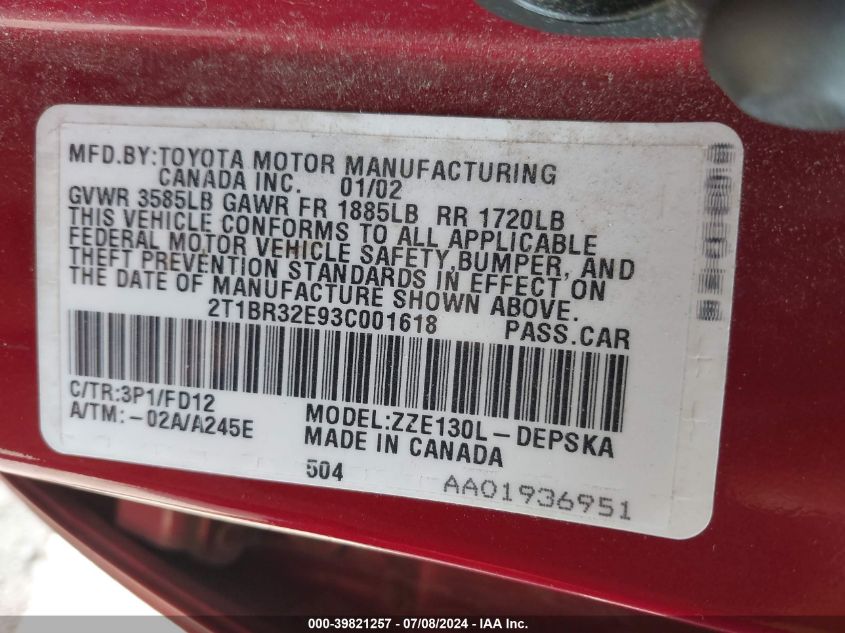 MFD.BY:TOYOTA MOTOR MANUFACTURING
CANADA INC. 01/02
GVWR 3585LB GAWR FR 1885LB RR 1720LB
THIS VEHICLE CONFORMS TO ALL APPLICABLE
FEDERAL MOTOR VEHICLE SAFETY,BUMPER, AND
THEFT PREVENTION STANDARDS IN EFFECT ON
THE DATE OF MANUFACTURE SHOWN ABOVE.
2T1BR32E93C001618 PASS.CAR
C/TR:3P1/FD12
A/TM:-02A/A245E
MODEL:ZZE130L-DEPSKA
MADE IN CANADA
504
AA01936951
000-39821257 - 07/08/2024 - IAA Inc.